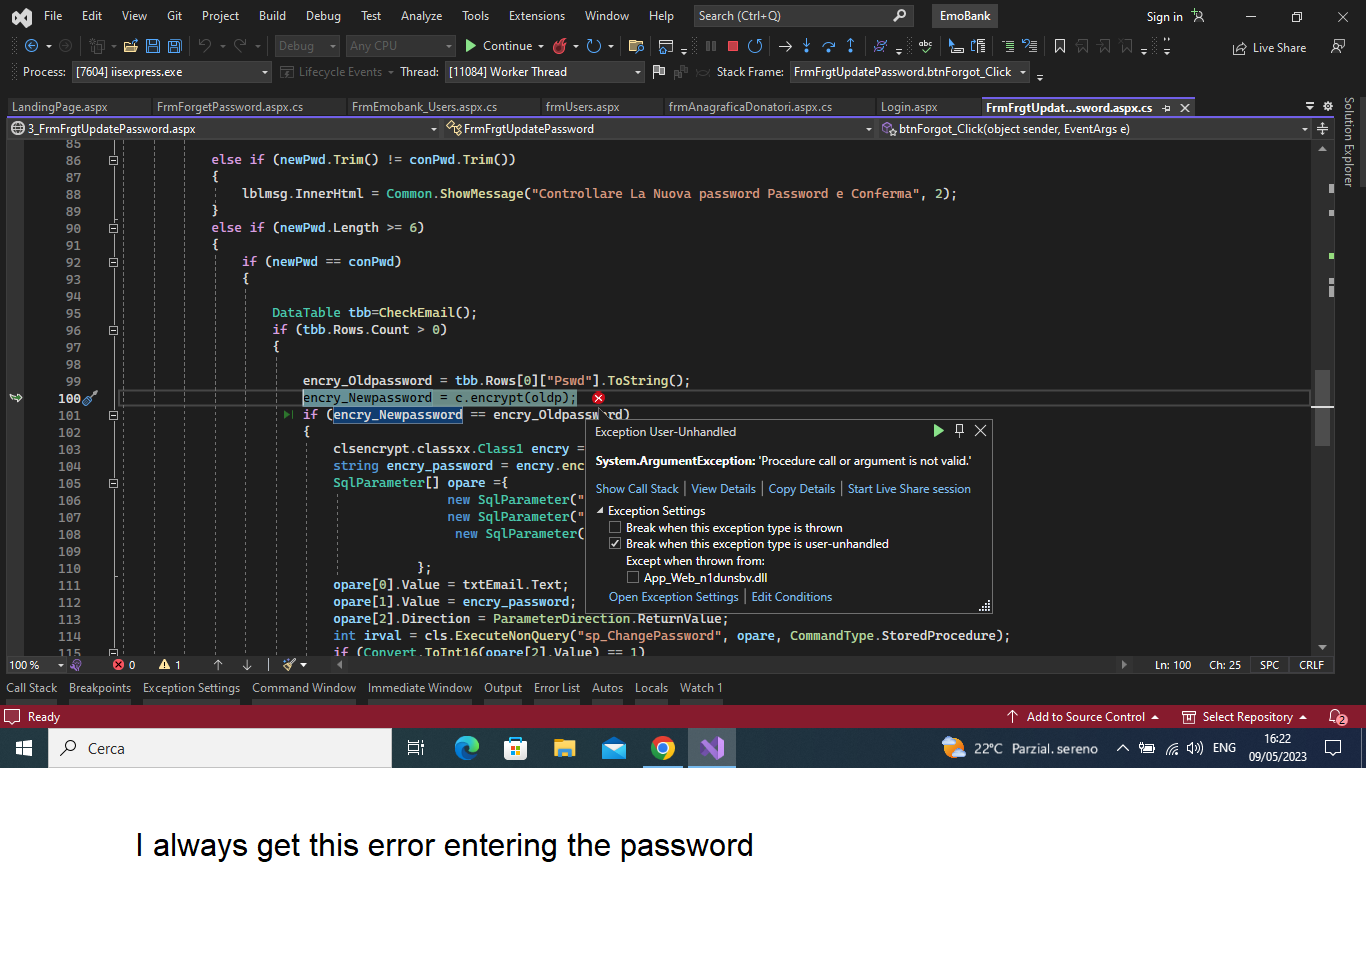 File Edit View Git Project Build Debug Test Analyze Tools Extensions Window Help Search (Ctrl+Q) EmoBank Sign in
Debug Any CPU Continue Live Share
Process: [7604] iisexpress.exe Lifecycle Events Thread: [11084] Worker Thread Stack Frame: FrmFrgtUpdatePassword.btnForgot_Click
LandingPage.aspx FrmForgetPassword.aspx.cs FrmEmobank_Users.aspx.cs frmUsers.aspx frmAnagraficaDonatori.aspx.cs Login.aspx FrmFrgtUpdat...sword.aspx.cs
Solution Explorer
3_FrmFrgtUpdatePassword.aspx FrmFrgtUpdatePassword btnForgot_Click(object sender, EventArgs e)
85
86 else if (newPwd.Trim() != conPwd.Trim())
87 {
88 lblmsg.InnerHtml = Common.ShowMessage("Controllare La Nuova password Password e Conferma", 2);
89 }
90 else if (newPwd.Length >= 6)
91 {
92 if (newPwd == conPwd)
93 {
94
95 DataTable tbb=CheckEmail();
96 if (tbb.Rows.Count > 0)
97 {
98
99 encry_Oldpassword = tbb.Rows[0]["Pswd"].ToString();
100 encry_Newpassword = c.encrypt(oldp);
101 if (encry_Newpassword == encry_Oldpassword)
102 {
103 clsencrypt.classxx.Class1 encry =
104 string encry_password = encry.enc
105 SqlParameter[] opare ={
106 new SqlParameter("
107 new SqlParameter("
108 new SqlParameter(
109
110 };
111 opare[0].Value = txtEmail.Text;
112 opare[1].Value = encry_password;
113 opare[2].Direction = ParameterDirection.ReturnValue;
114 int irval = cls.ExecuteNonQuery("sp_ChangePassword", opare, CommandType.StoredProcedure);
115 if (Convert.ToInt16(opare[2].Value) == 1)
Exception User-Unhandled
System.ArgumentException: 'Procedure call or argument is not valid.'
Show Call Stack | View Details | Copy Details | Start Live Share session
Exception Settings
Break when this exception type is thrown
Break when this exception type is user-unhandled
Except when thrown from:
App_Web_n1dunsbv.dll
Open Exception Settings | Edit Conditions
100 % 0 1 Ln: 100 Ch: 25 SPC CRLF
Call Stack Breakpoints Exception Settings Command Window Immediate Window Output Error List Autos Locals Watch 1
Ready Add to Source Control Select Repository 2
Cerca 22°C Parzial. sereno ENG 16:22
09/05/2023
I always get this error entering the password